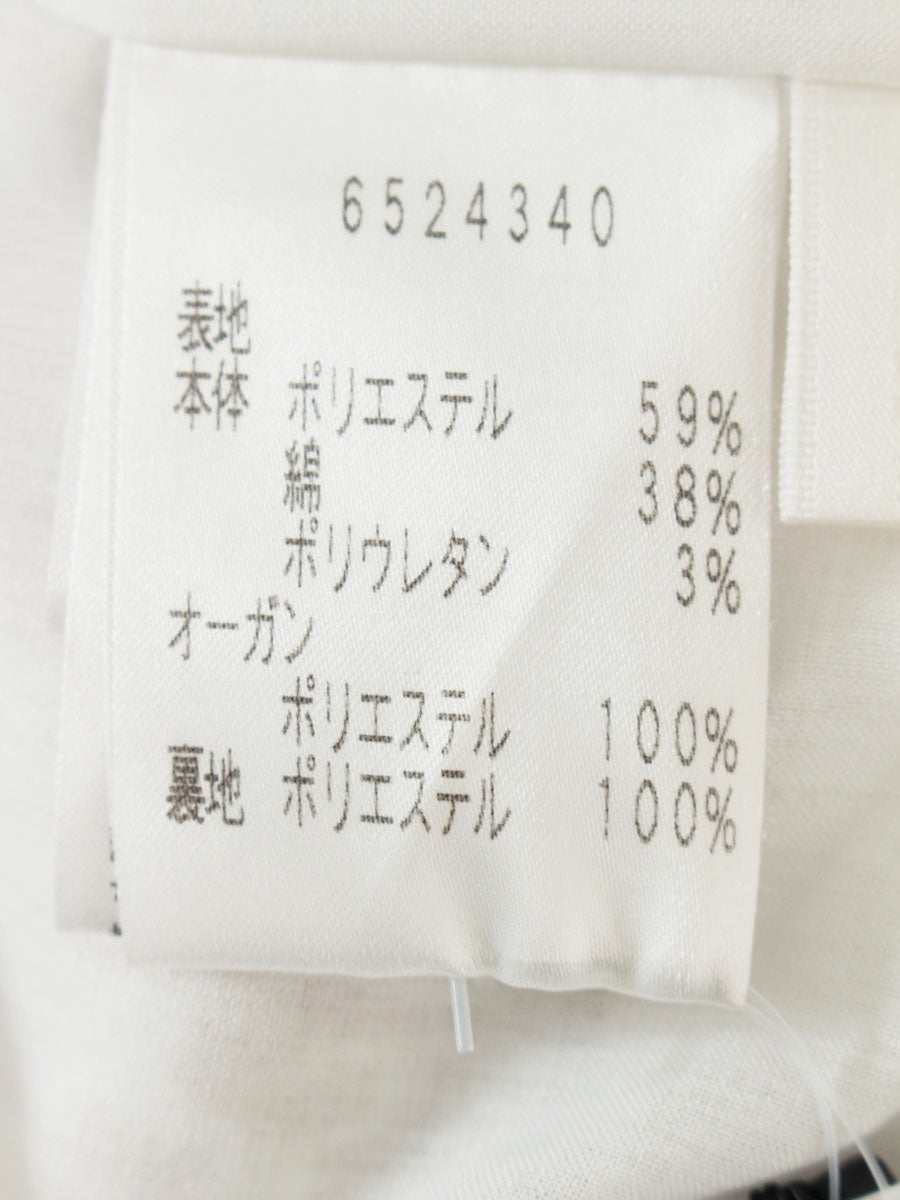 6524340
表地
本体 ポリエステル 59%
綿 38%
ポリウレタン 3%
オーガン
ポリエステル 100%
裏地 ポリエステル 100%